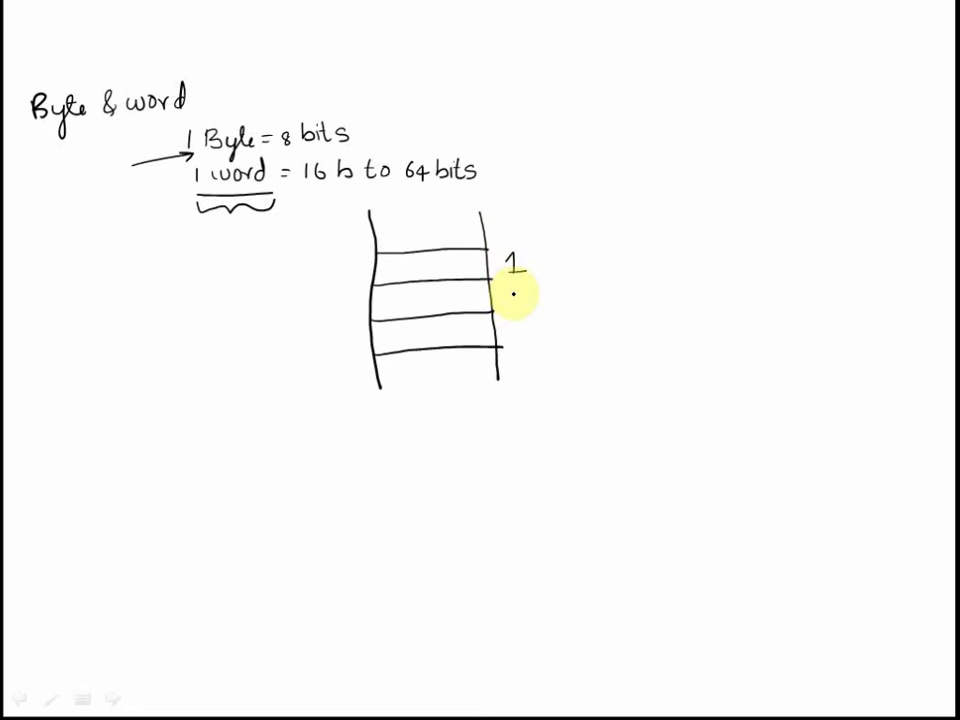 Byte & word
1 Byte = 8 bits
1 word = 16 b to 64 bits
1